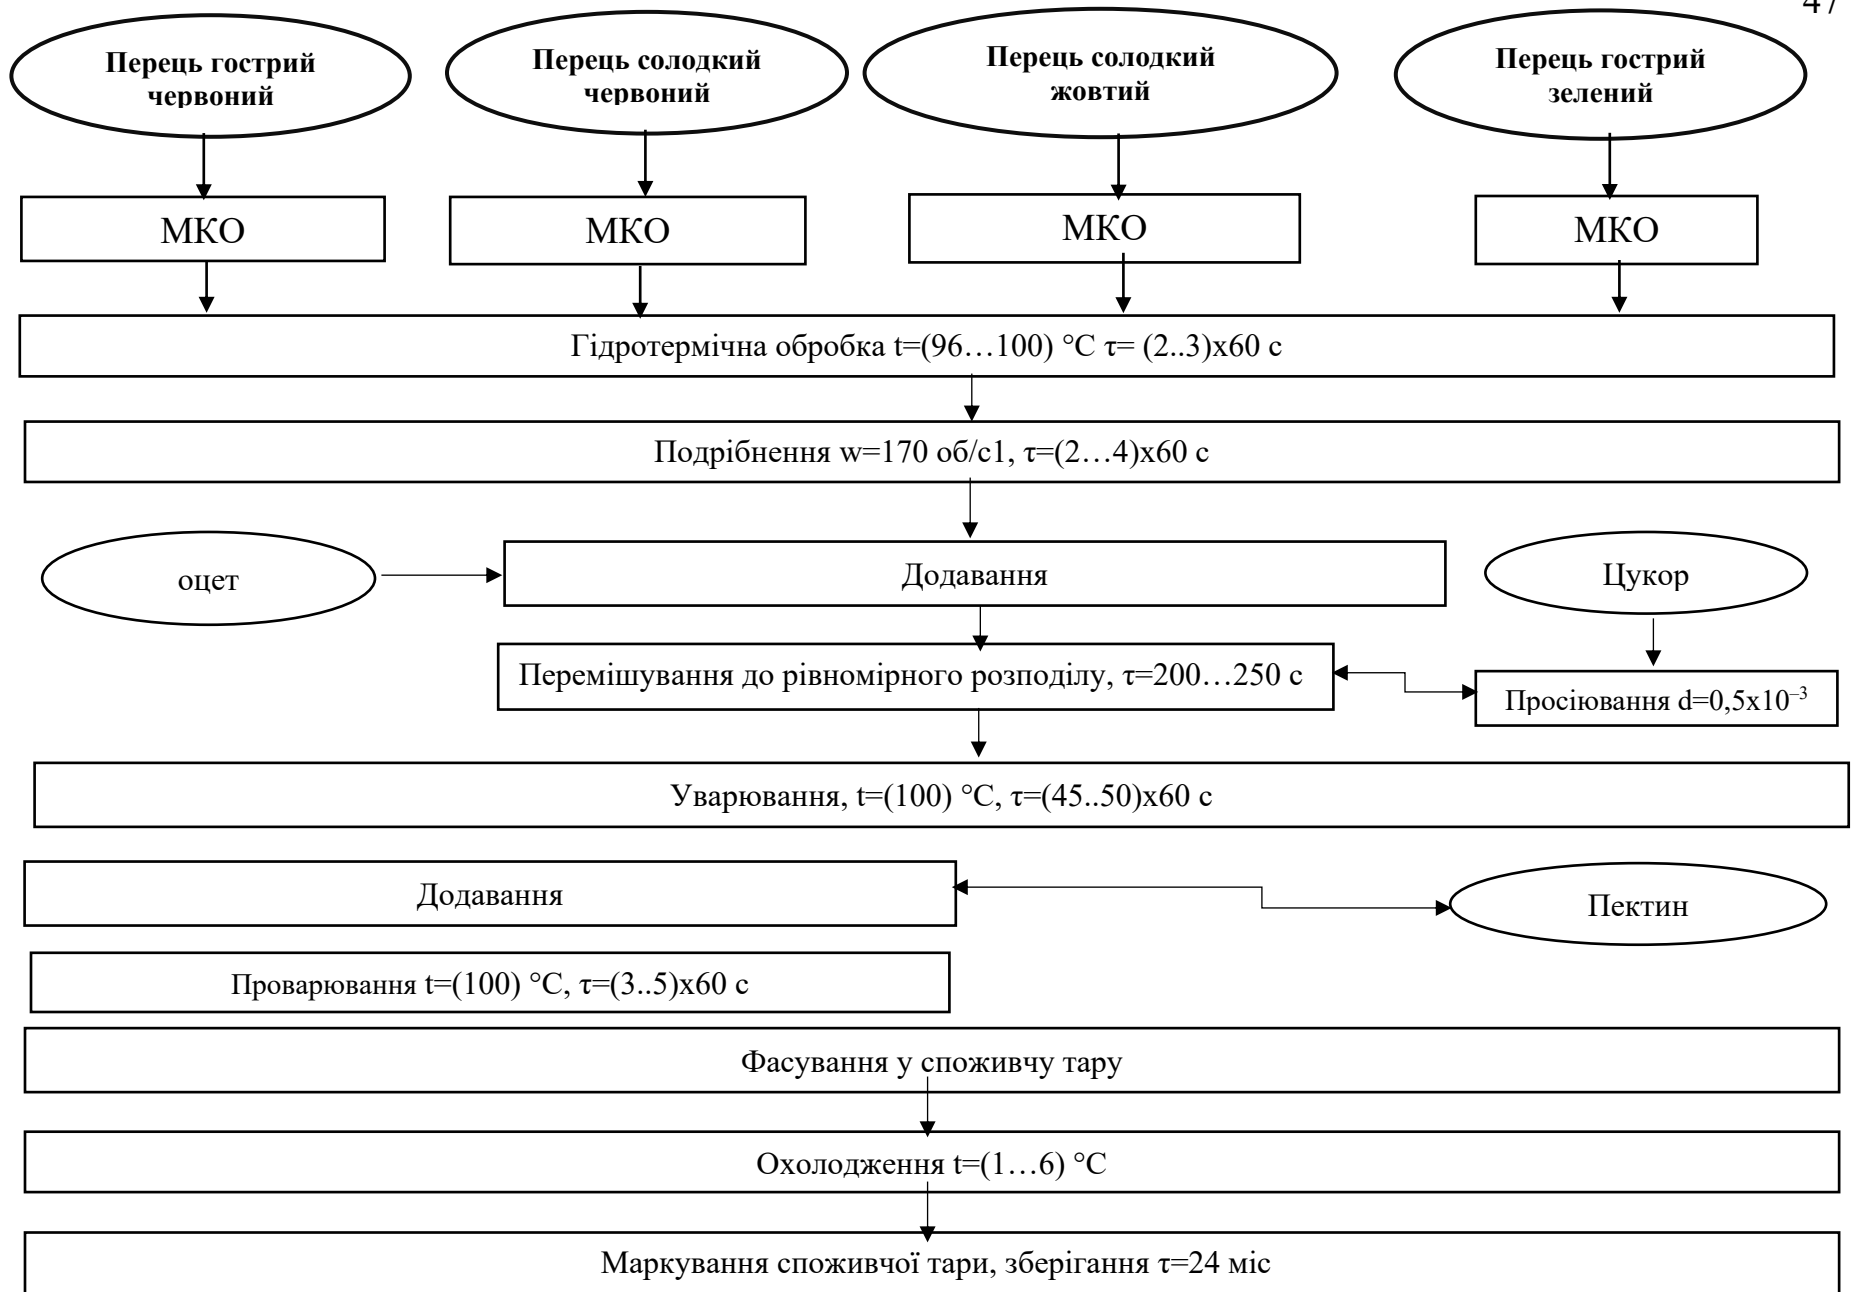 47
Перець гострий
червоний
Перець солодкий
червоний
Перець солодкий
жовтий
Перець гострий
зелений
МКО
МКО
МКО
МКО
Гідротермічна обробка t=(96…100) °С τ= (2..3)х60 с
Подрібнення w=170 об/с1, τ=(2…4)х60 с
оцет
Додавання
Цукор
Перемішування до рівномірного розподілу, τ=200…250 с
Просіювання d=0,5х10⁻³
Уварювання, t=(100) °С, τ=(45..50)х60 с
Додавання
Пектин
Проварювання t=(100) °С, τ=(3..5)х60 с
Фасування у споживчу тару
Охолодження t=(1…6) °С
Маркування споживчої тари, зберігання τ=24 міс